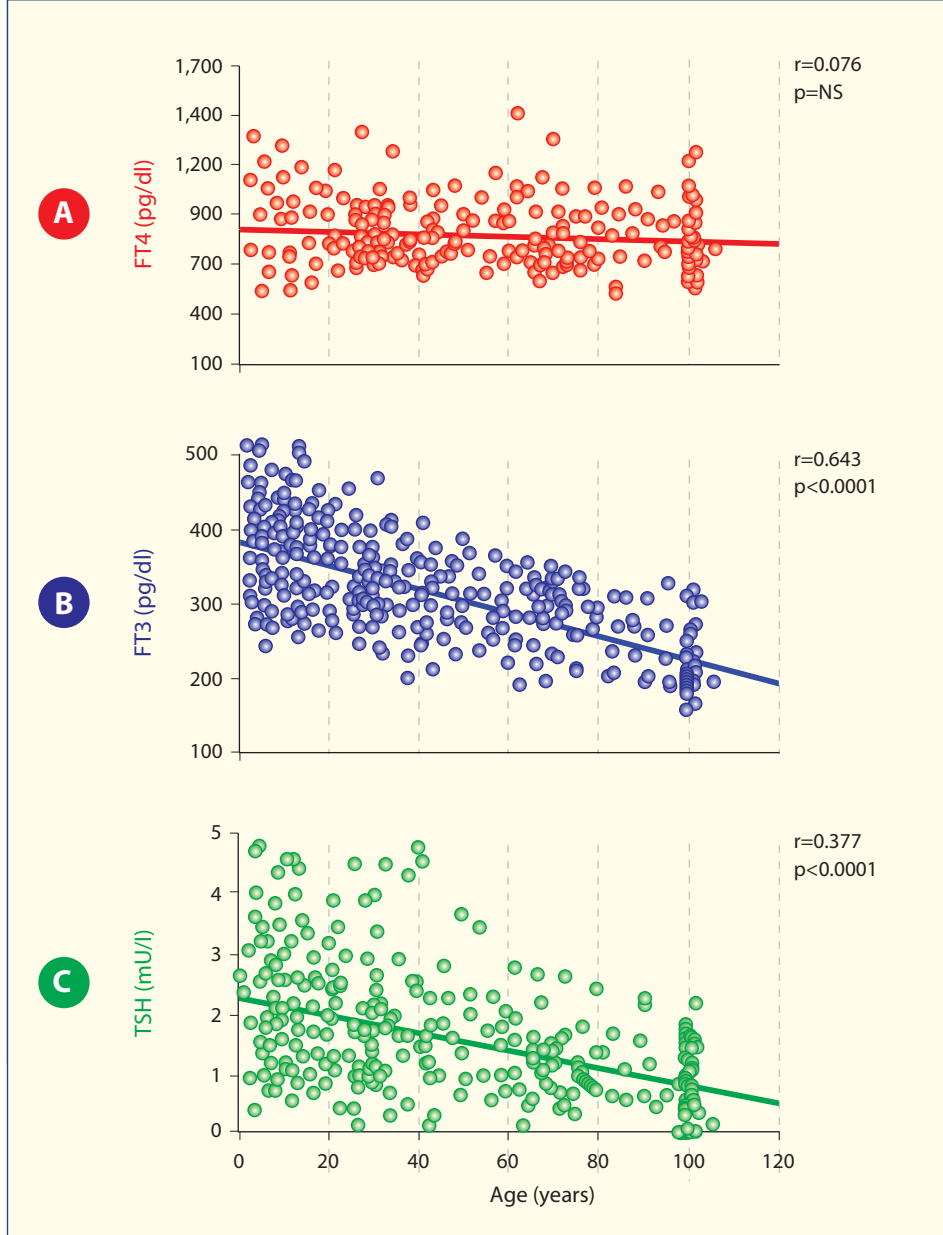 1,700
1,400
1,200
900
700
400
100
FT4 (pg/dl)
A
r=0.076
p=NS
500
400
300
200
100
FT3 (pg/dl)
B
r=0.643
p<0.0001
5
4
3
2
1
0
TSH (mU/l)
C
r=0.377
p<0.0001
0 20 40 60 80 100 120
Age (years)